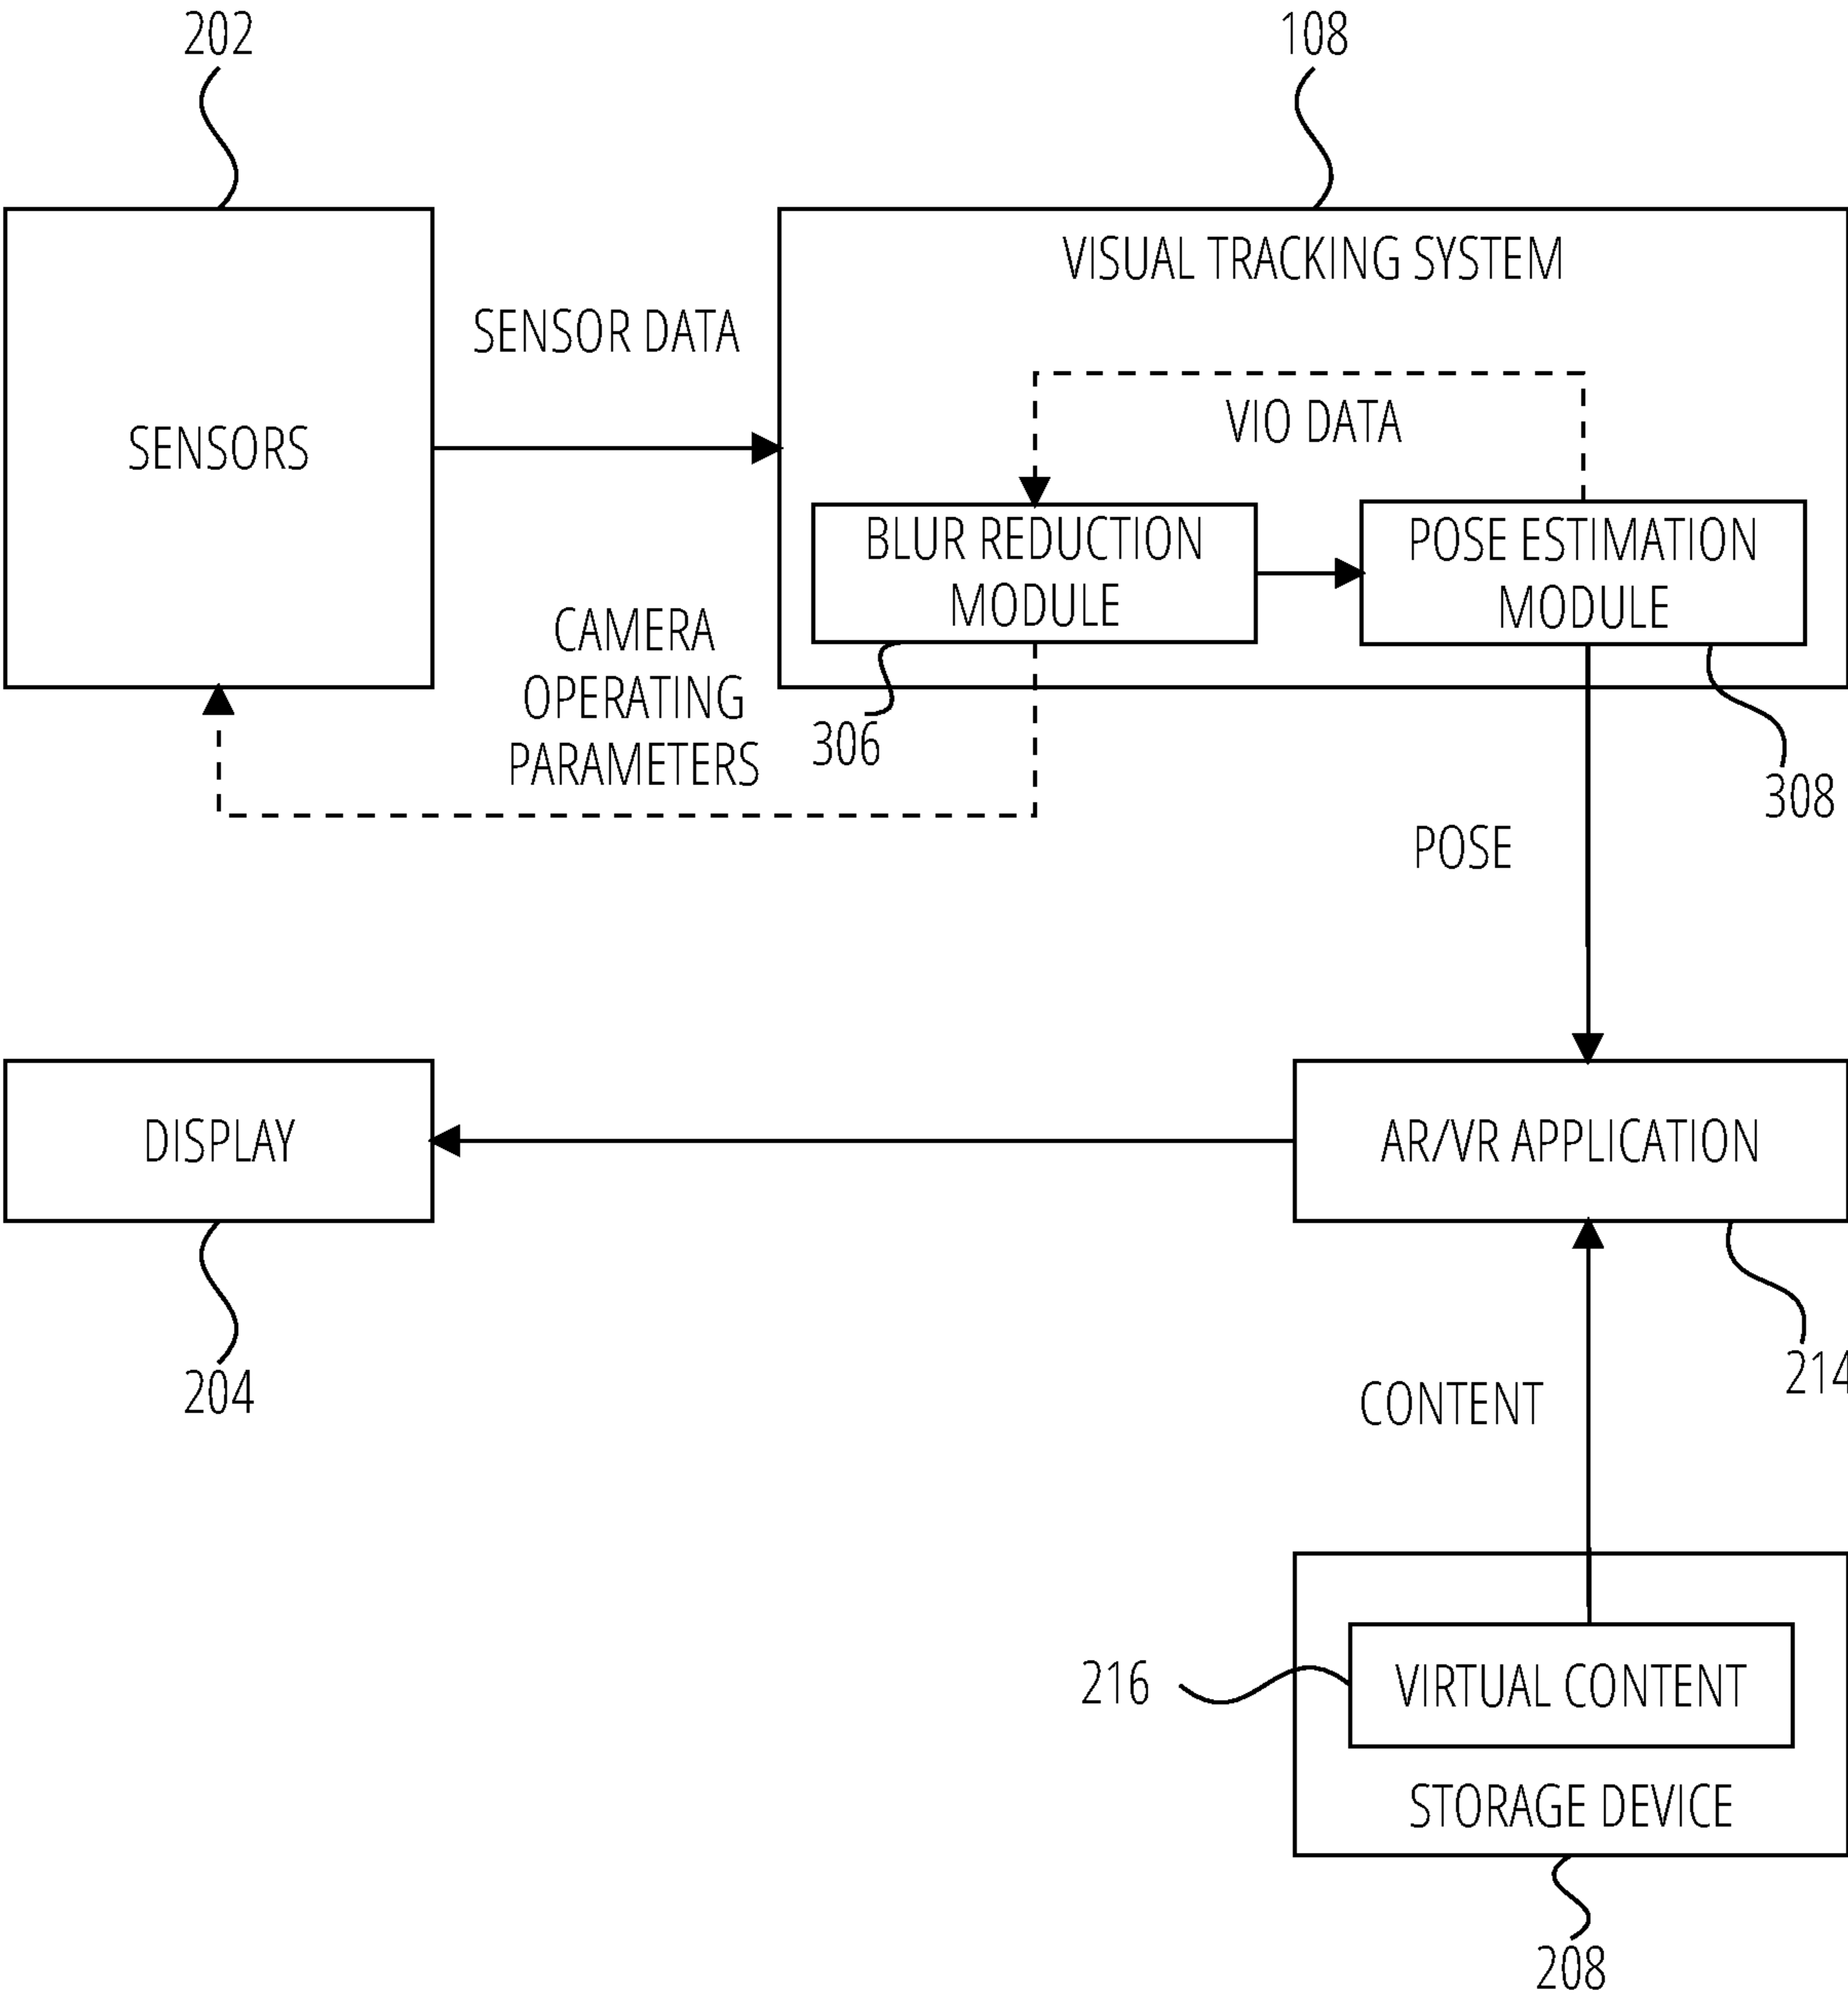 202
108
VISUAL TRACKING SYSTEM
SENSOR DATA
SENSORS
VIO DATA
BLUR REDUCTION
MODULE
POSE ESTIMATION
MODULE
CAMERA
OPERATING
PARAMETERS
306
308
POSE
DISPLAY
AR/VR APPLICATION
204
214
CONTENT
216
VIRTUAL CONTENT
STORAGE DEVICE
208